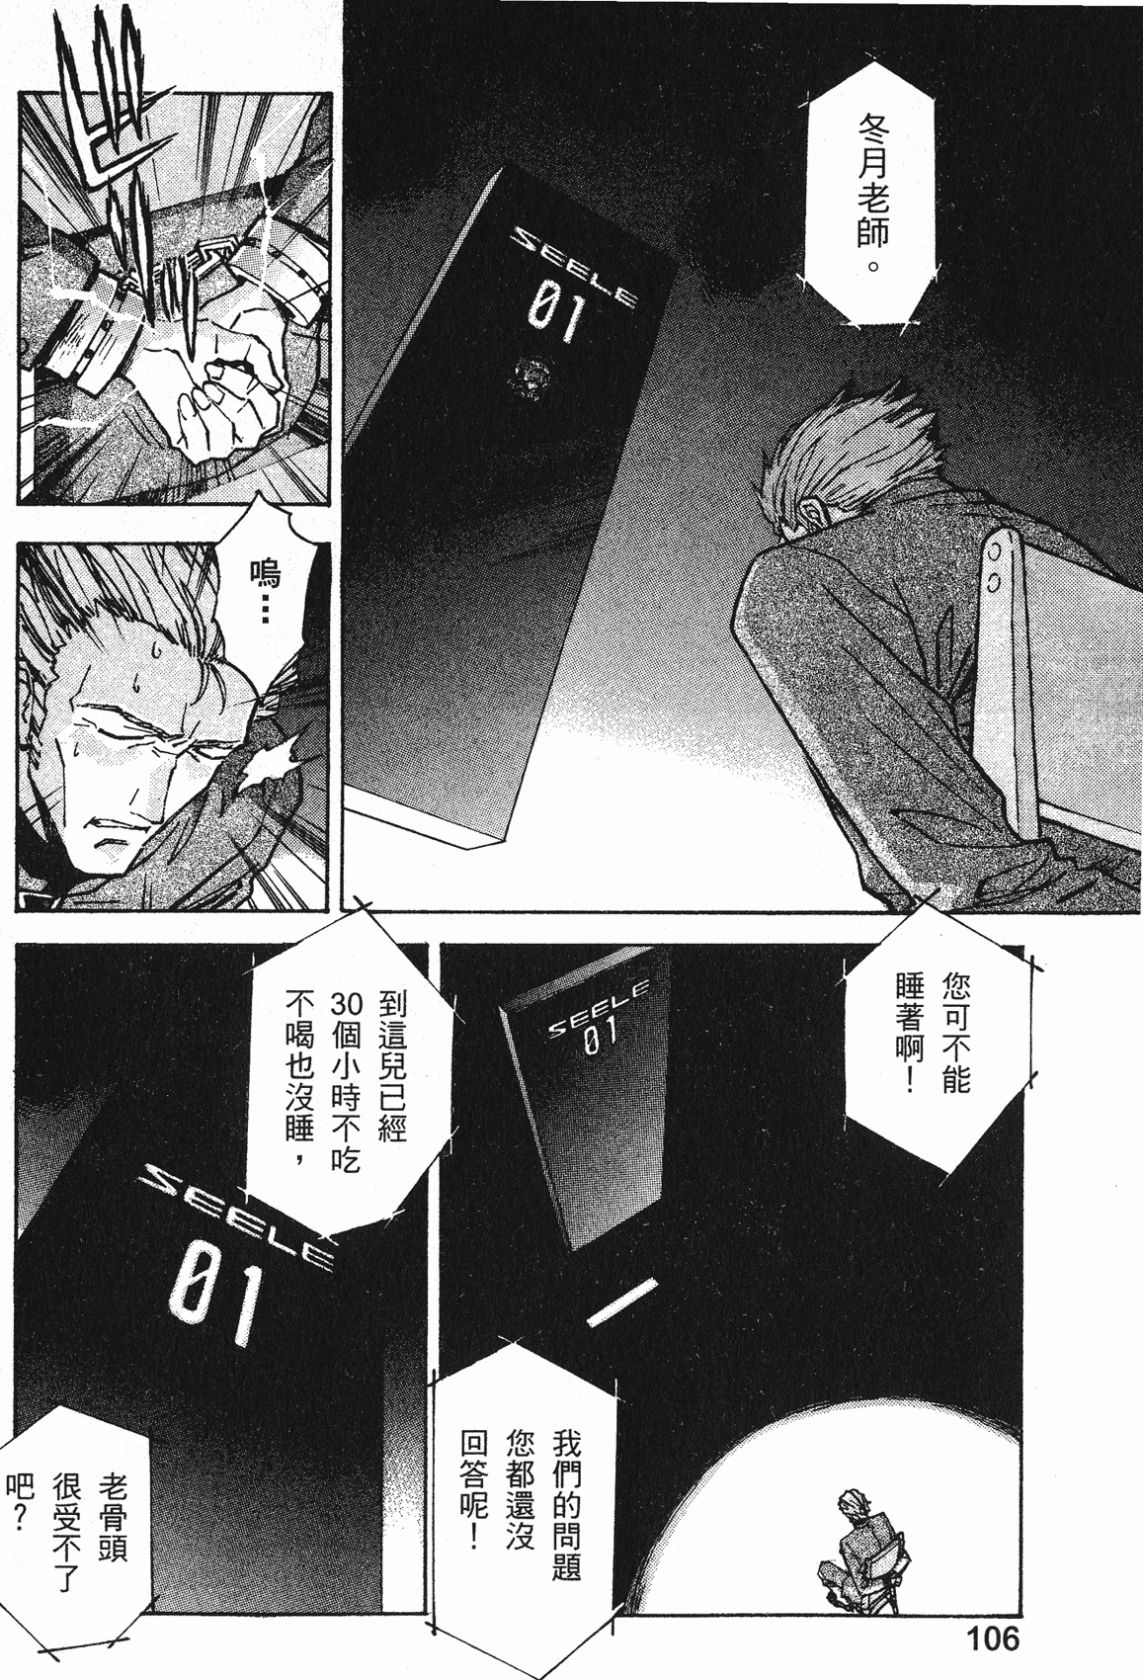 冬月老師。
SEELE
01
ビ
嗚…
您可不能
睡著啊！
SEELE
01
我們的問題
您都還沒
回答呢！
到這兒已經
30個小時不吃
不喝也沒睡，
SEELE
01
老骨頭
很受不了
吧？
106